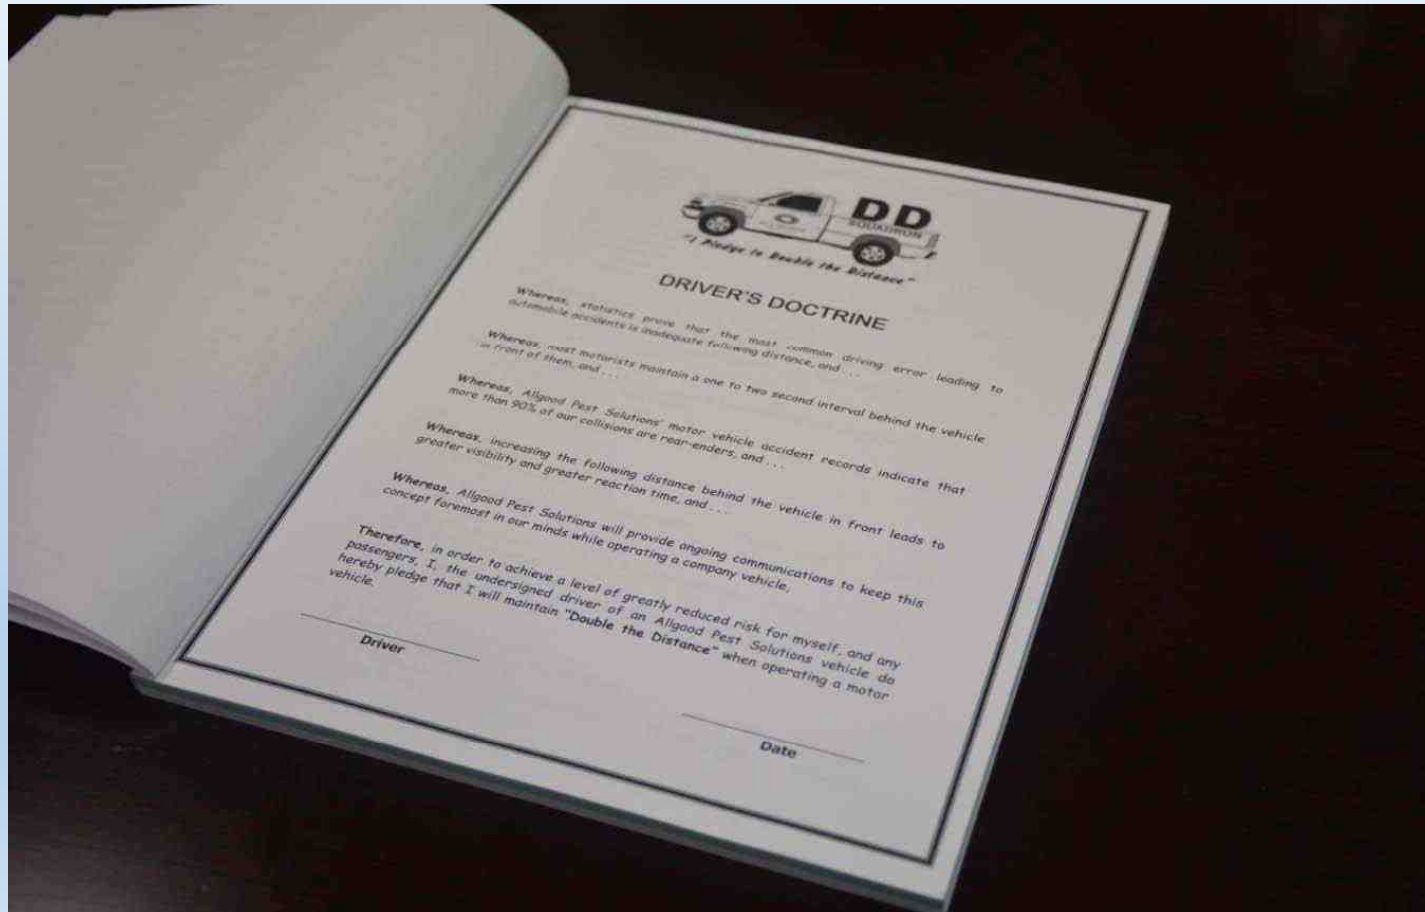 DD
SQUADRON
"I Pledge to Double the Distance"
DRIVER'S DOCTRINE
Whereas, statistics prove that the most common driving error leading to
automobile accidents is inadequate following distance, and . . .
Whereas, most motorists maintain a one to two second interval behind the vehicle
in front of them, and . . .
Whereas, Allgood Pest Solutions' motor vehicle accident records indicate that
more than 90% of our collisions are rear-enders, and . . .
Whereas, increasing the following distance behind the vehicle in front leads to
greater visibility and greater reaction time, and . . .
Whereas, Allgood Pest Solutions will provide ongoing communications to keep this
concept foremost in our minds while operating a company vehicle,
Therefore, in order to achieve a level of greatly reduced risk for myself, and any
passengers, I, the undersigned driver of an Allgood Pest Solutions vehicle do
hereby pledge that I will maintain "Double the Distance" when operating a motor
vehicle.
Driver
Date